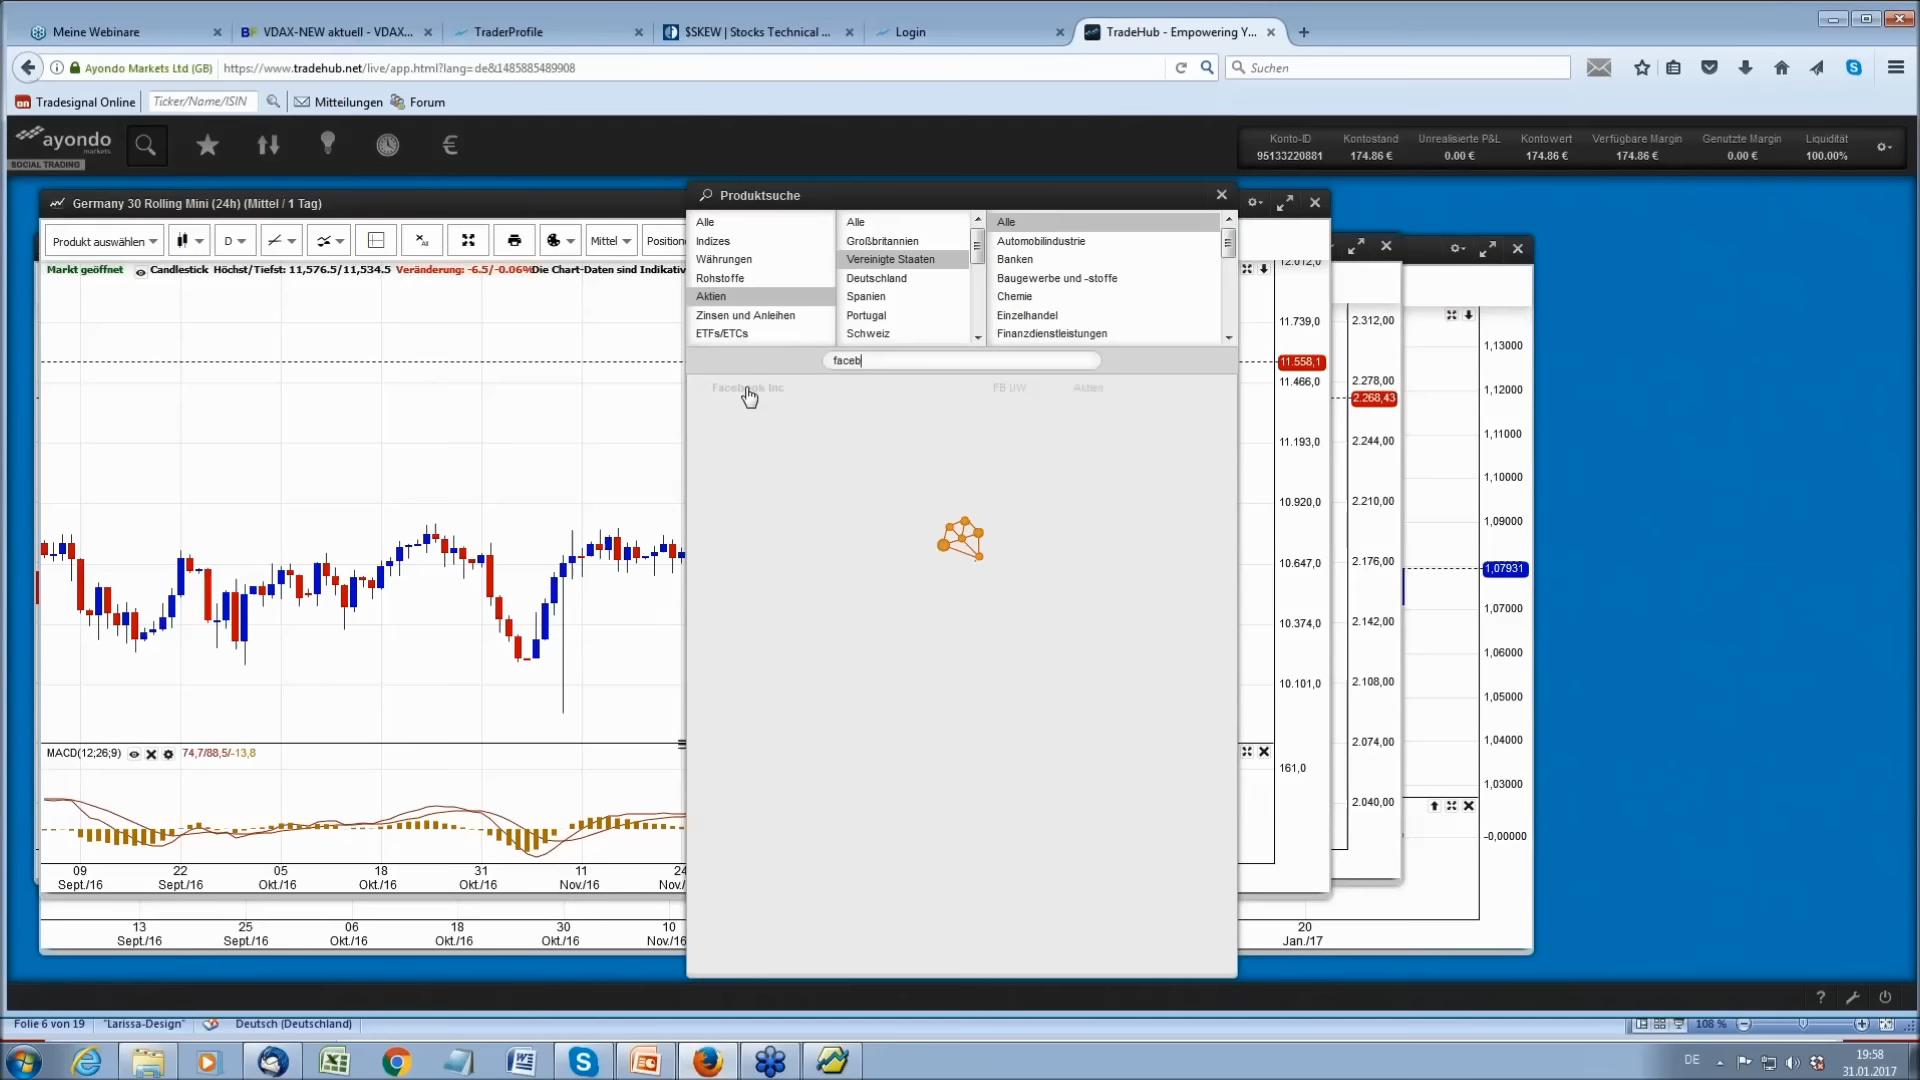 Meine Webinare
VDAX-NEW aktuell - VDAX...
TraderProfile
$SKEW | Stocks Technical ...
Login
TradeHub - Empowering Y...
Ayondo Markets Ltd (GB)
https://www.tradehub.net/live/app.html?lang=de&1485885489908
Suchen
Tradesignal Online
Ticker/Name/ISIN
Mitteilungen
Forum
ayondo
markets
SOCIAL TRADING
Konto-ID
95133220881
Kontostand
174.86 €
Unrealisierte P&L
0.00 €
Kontowert
174.86 €
Verfügbare Margin
174.86 €
Genutzte Margin
0.00 €
Liquidität
100.00%
Germany 30 Rolling Mini (24h) (Mittel / 1 Tag)
Produkt auswählen
D
Mittel
Position
Markt geöffnet
Candlestick
Höchst/Tiefst: 11,576.5/11,534.5
Veränderung: -6.5/-0.06%
Die Chart-Daten sind Indikativ
Produktsuche
Alle
Indizes
Währungen
Rohstoffe
Aktien
Zinsen und Anleihen
ETFs/ETCs
Alle
Großbritannien
Vereinigte Staaten
Deutschland
Spanien
Portugal
Schweiz
Alle
Automobilindustrie
Banken
Baugewerbe und -stoffe
Chemie
Einzelhandel
Finanzdienstleistungen
faceb
Facebook Inc
FB UW
Aktien
12.012,0
11.739,0
11.558,1
11.466,0
11.193,0
10.920,0
10.647,0
10.374,0
10.101,0
161,0
2.312,00
2.278,00
2.268,43
2.244,00
2.210,00
2.176,00
2.142,00
2.108,00
2.074,00
2.040,00
1,13000
1,12000
1,11000
1,10000
1,09000
1,07931
1,07000
1,06000
1,05000
1,04000
1,03000
-0,00000
MACD(12;26;9)
74,7/88,5/-13,8
09
Sept./16
22
Sept./16
05
Okt./16
18
Okt./16
31
Okt./16
11
Nov./16
24
Nov./
13
Sept./16
25
Sept./16
06
Okt./16
18
Okt./16
30
Okt./16
10
Nov./16
20
Jan./17
Folie 6 von 19
"Larissa-Design"
Deutsch (Deutschland)
108 %
DE
19:58
31.01.2017